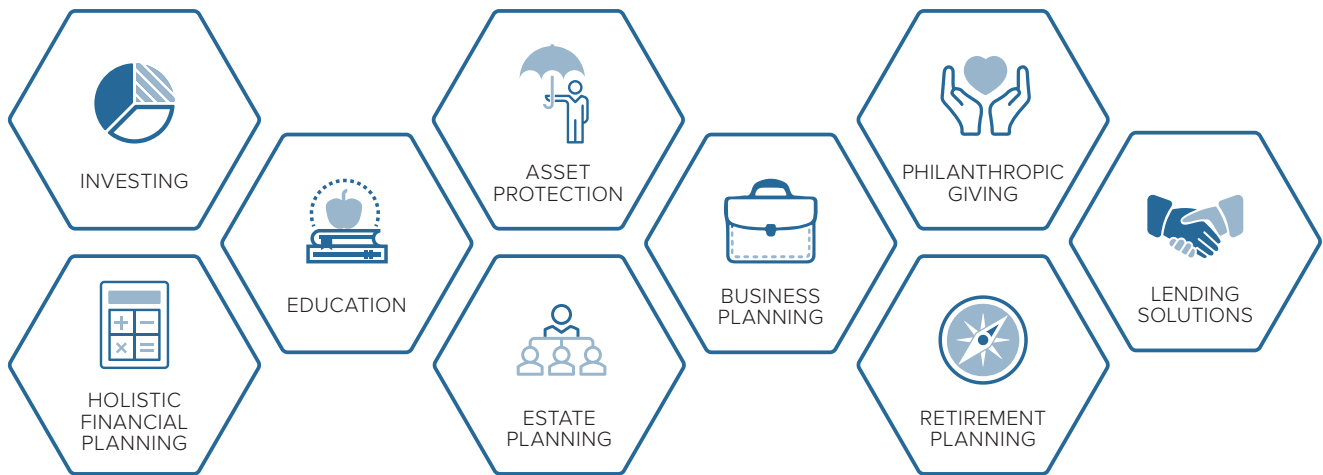 INVESTING
HOLISTIC
FINANCIAL
PLANNING
EDUCATION
ASSET
PROTECTION
ESTATE
PLANNING
BUSINESS
PLANNING
PHILANTHROPIC
GIVING
RETIREMENT
PLANNING
LENDING
SOLUTIONS